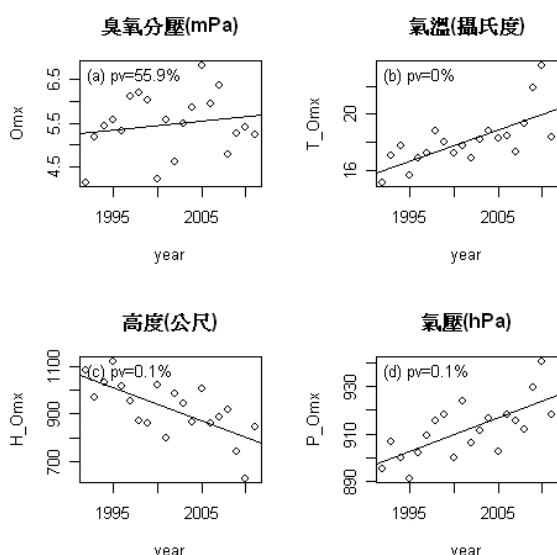 臭氧分壓(mPa)
(a) pv=55.9%
Omx
6.5
5.5
4.5
1995
2005
year
氣溫(攝氏度)
(b) pv=0%
T_Omx
20
16
1995
2005
year
高度(公尺)
(c) pv=0.1%
H_Omx
1100
900
700
1995
2005
year
氣壓(hPa)
(d) pv=0.1%
P_Omx
930
910
890
1995
2005
year